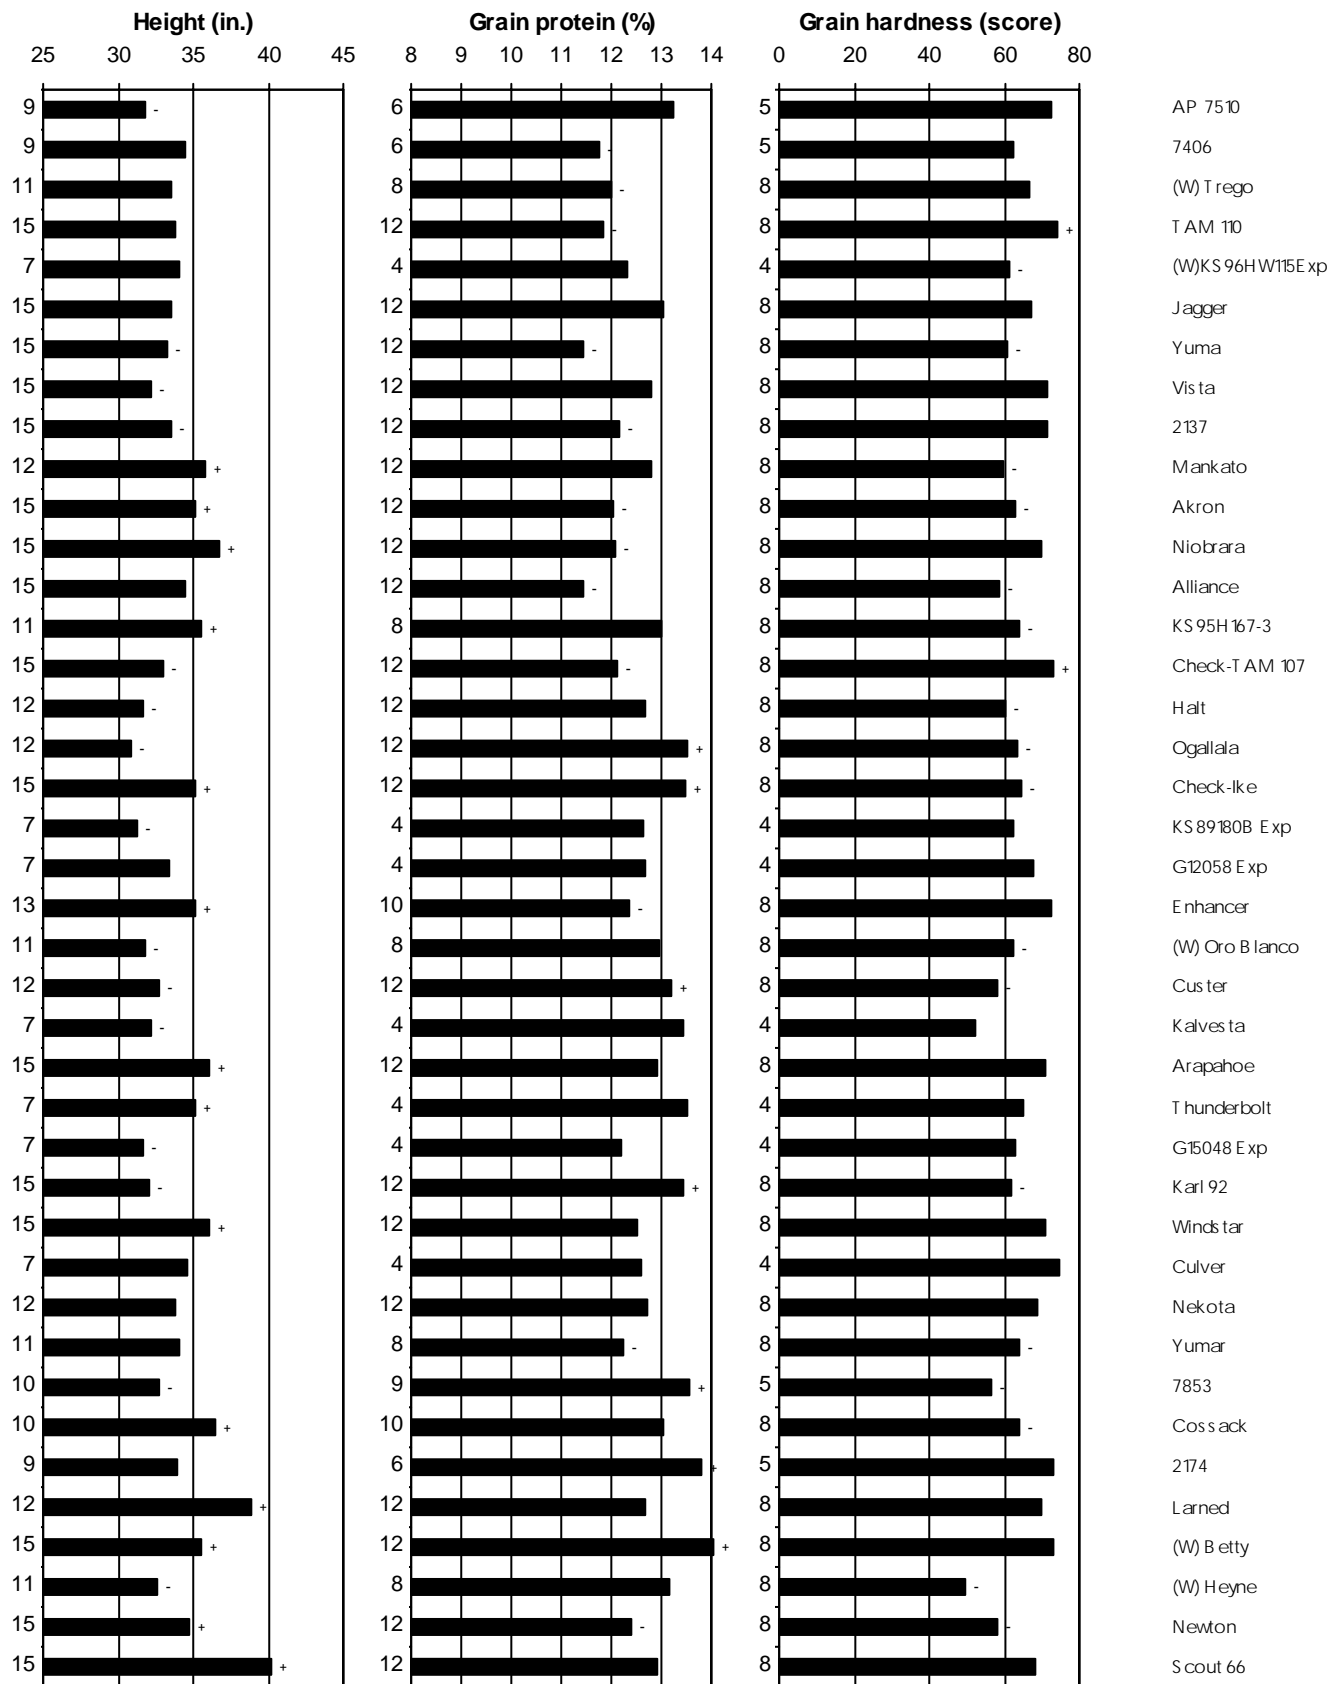 Height (in.) Grain protein (%) Grain hardness (score)
25 30 35 40 45 8 9 10 11 12 13 14 0 20 40 60 80
9 - 6 5 AP 7510
9 6 - 5 7406
11 8 - 8 (W) Trego
15 12 - 8 + TAM 110
7 4 4 - (W)KS96HW115Exp
15 12 8 Jagger
15 - 12 - 8 - Yuma
15 - 12 8 Vista
15 - 12 - 8 2137
12 + 12 8 - Mankato
15 + 12 - 8 - Akron
15 + 12 - 8 Niobrara
15 12 - 8 - Alliance
11 + 8 8 - KS95H167-3
15 - 12 - 8 + Check-TAM 107
12 - 12 8 - Halt
12 - 12 + 8 - Ogallala
15 + 12 + 8 - Check-Ike
7 - 4 4 KS89180B Exp
7 4 4 G12058 Exp
13 + 10 - 8 Enhancer
11 - 8 8 - (W) Oro Blanco
12 - 12 + 8 - Custer
7 - 4 4 Kalvesta
15 + 12 8 Arapahoe
7 + 4 4 Thunderbolt
7 - 4 4 G15048 Exp
15 - 12 + 8 - Karl 92
15 + 12 8 Windstar
7 4 4 Culver
12 12 8 Nekota
11 8 - 8 - Yumar
10 - 9 + 5 - 7853
10 + 10 8 - Cossack
9 6 + 5 2174
12 + 12 8 Larned
15 + 12 + 8 (W) Betty
11 - 8 8 - (W) Heyne
15 + 12 - 8 - Newton
15 + 12 8 Scout 66